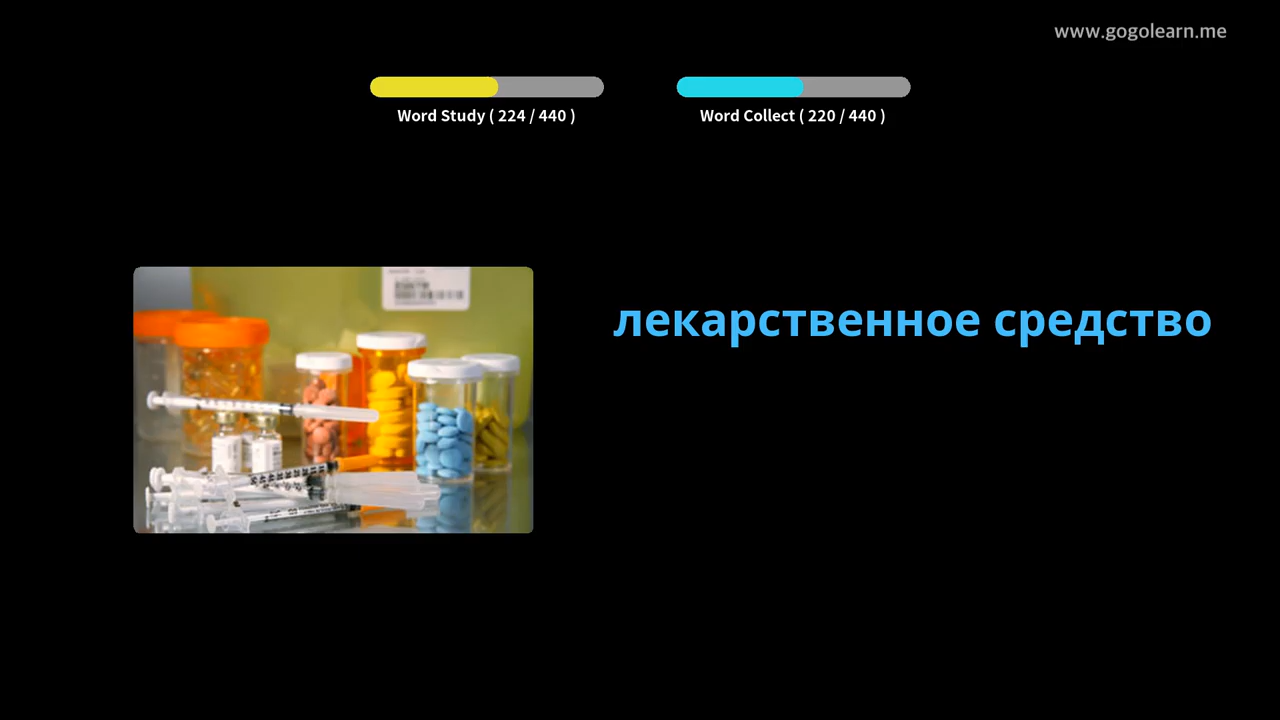 www.gogolearn.me
Word Study ( 224 / 440 )
Word Collect ( 220 / 440 )
лекарственное средство